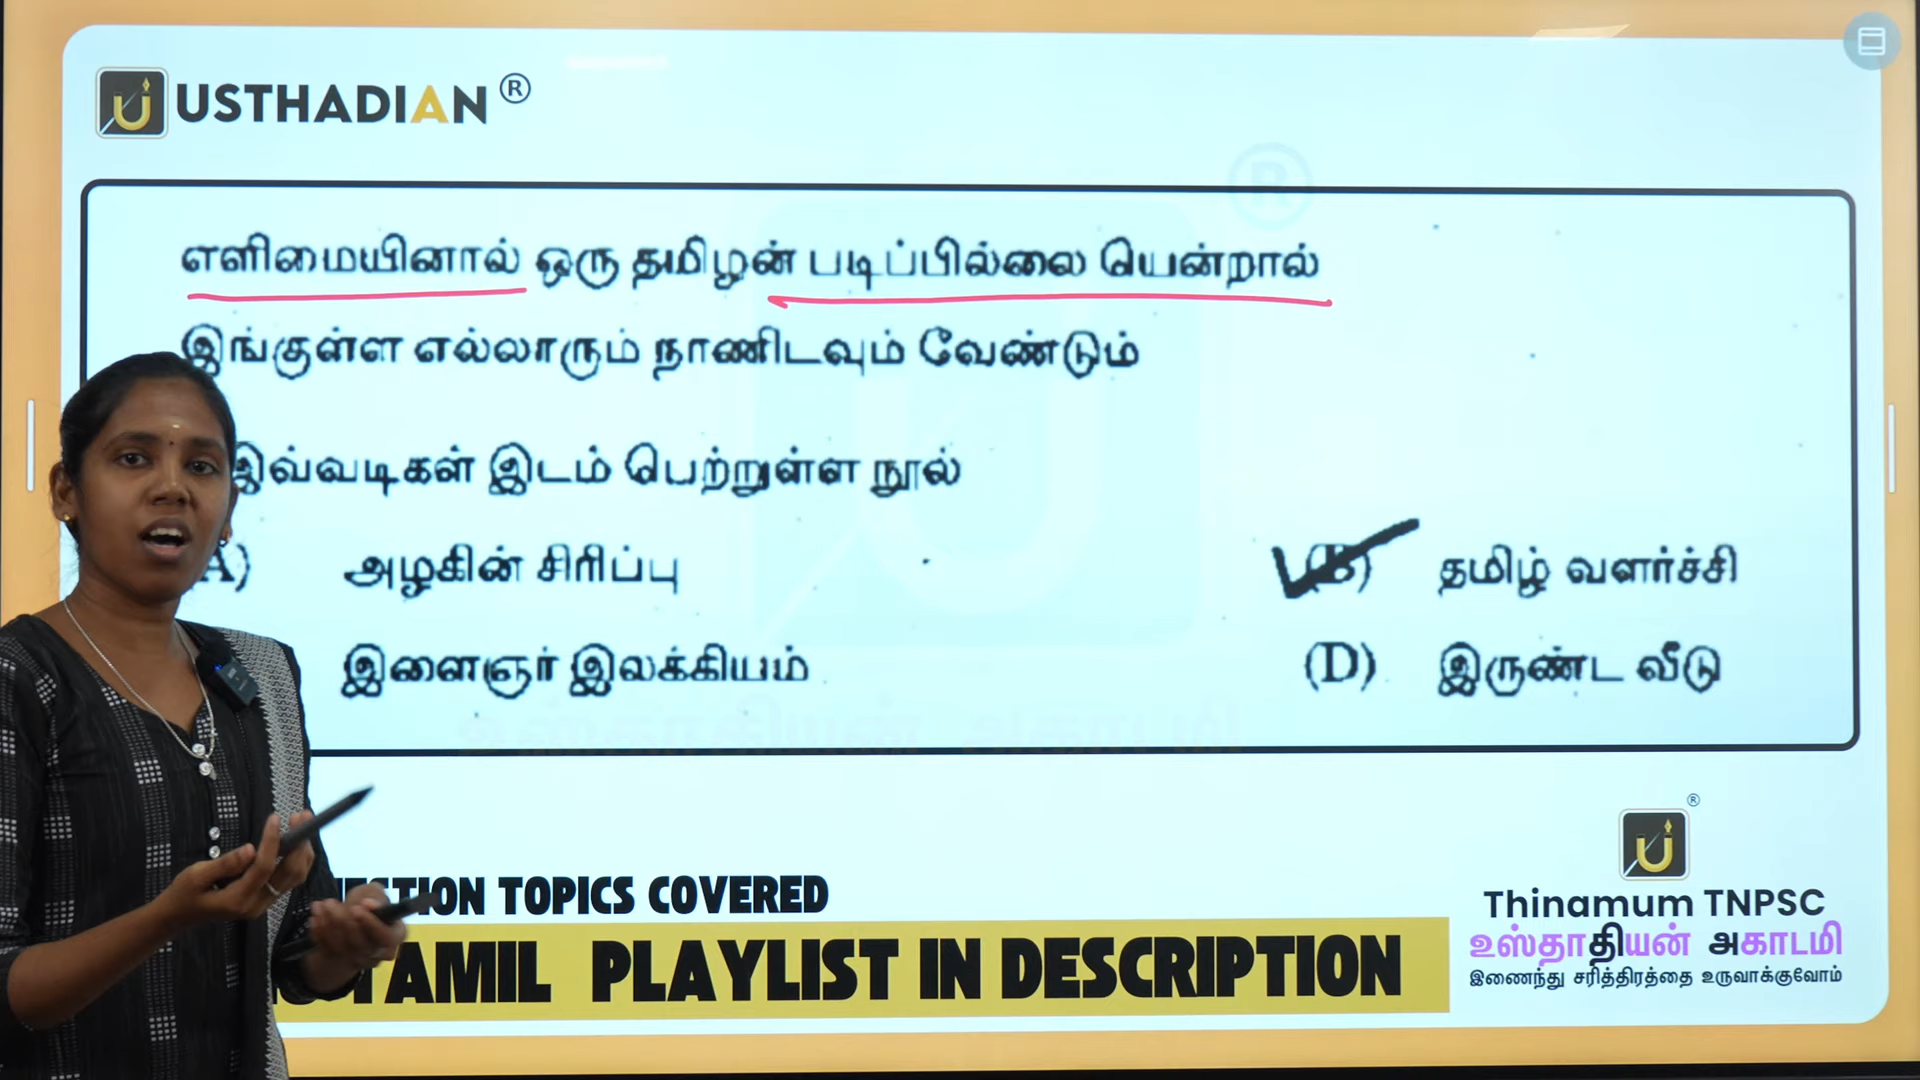 USTHADIAN ®
எளிமையினால் ஒரு தமிழன் படிப்பில்லை யென்றால்
இங்குள்ள எல்லாரும் நாணிடவும் வேண்டும்
இவ்வடிகள் இடம் பெற்றுள்ள நூல்
A) அழகின் சிரிப்பு
(B) தமிழ் வளர்ச்சி
இளைஞர் இலக்கியம்
(D) இருண்ட வீடு
TOPICS COVERED
TAMIL PLAYLIST IN DESCRIPTION
®
Thinamum TNPSC
உஸ்தாதியன் அகாடமி
இணைந்து சரித்திரத்தை உருவாக்குவோம்